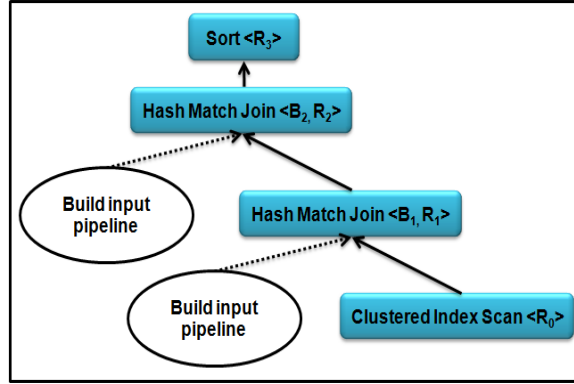 Sort <R₃>
Hash Match Join <B₂, R₂>
Build input
pipeline
Hash Match Join <B₁, R₁>
Build input
pipeline
Clustered Index Scan <R₀>